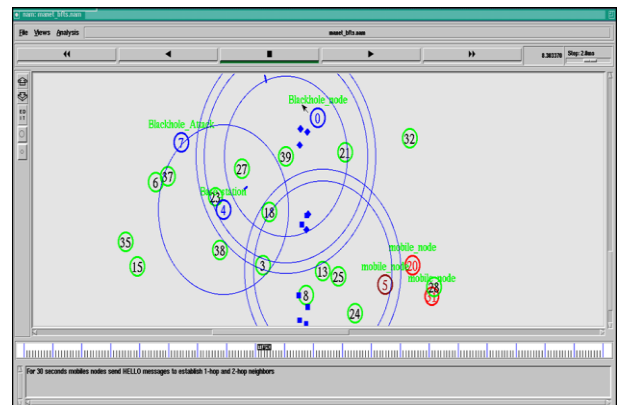 nam: manet_bfts.nam
File Views Analysis
manet_bfts.nam
0.303370 Step: 2.0ms
Blackhole_node
0
Blackhole_Attack
7
32
39
21
27
6
37
23
4
18
35
15
38
3
mobile_node
13
25
mobile_node
20
mobile_node
5
28
8
24
For 30 seconds mobiles nodes send HELLO messages to establish 1-hop and 2-hop neighbors